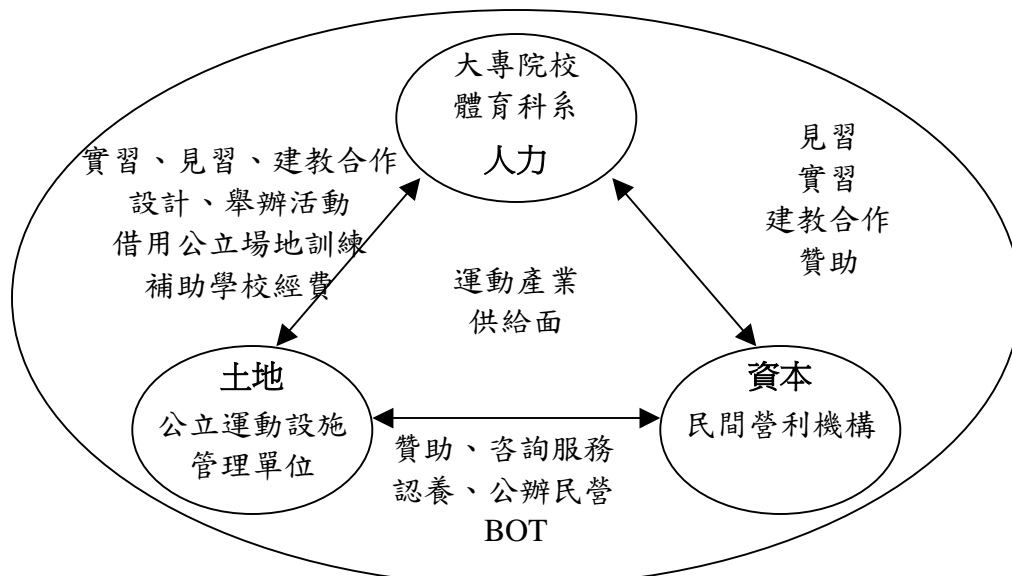 大專院校
體育科系
人力
實習、見習、建教合作
設計、舉辦活動
借用公立場地訓練
補助學校經費
見習
實習
建教合作
贊助
運動產業
供給面
土地
公立運動設施
管理單位
資本
民間營利機構
贊助、咨詢服務
認養、公辦民營
BOT